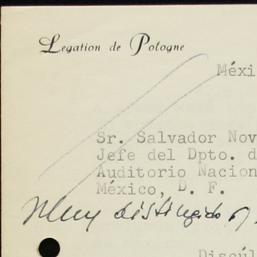 Legation de Pologne
Méxi
Sr. Salvador Nov
Jefe del Dpto. d
Auditorio Nacion
México, D. F.
Muy distinguido y
Discúl